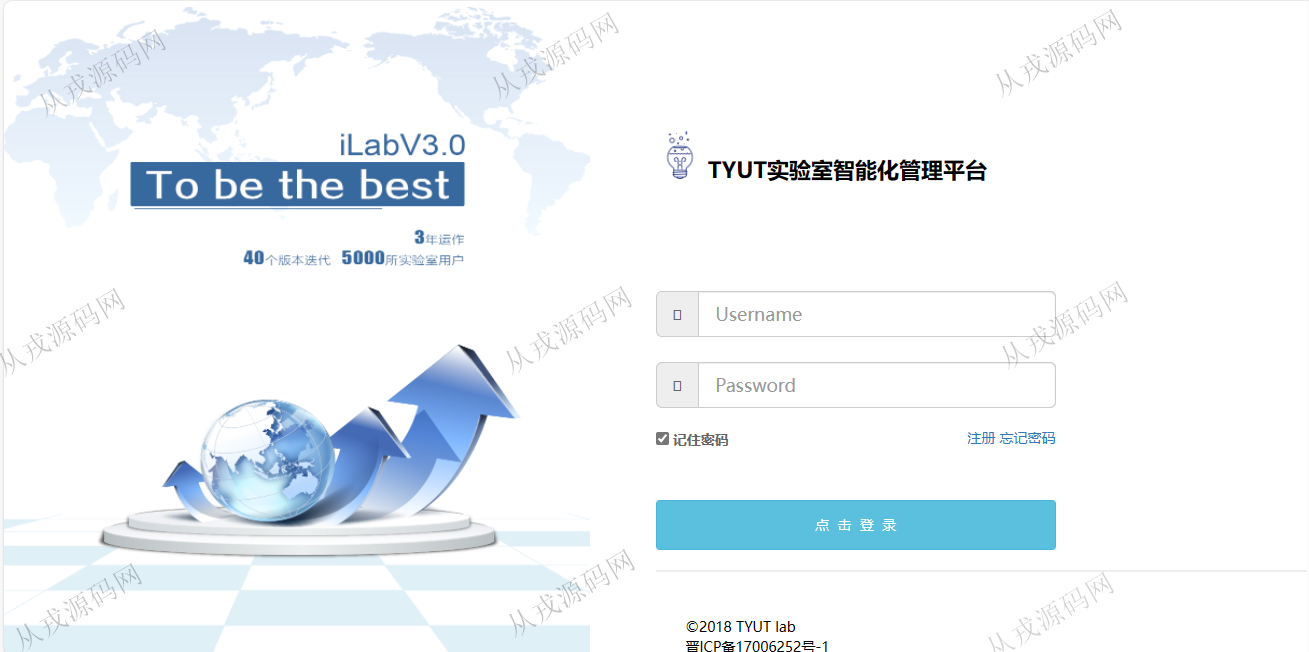 iLabV3.0
To be the best
3年运作
40个版本迭代 5000所实验室用户
TYUT实验室智能化管理平台
Username
Password
记住密码
注册 忘记密码
点 击 登 录
©2018 TYUT lab
晋ICP备17006252号-1
从戎源码网
从戎源码网
从戎源码网
从戎源码网
从戎源码网
从戎源码网
从戎源码网
从戎源码网
从戎源码网